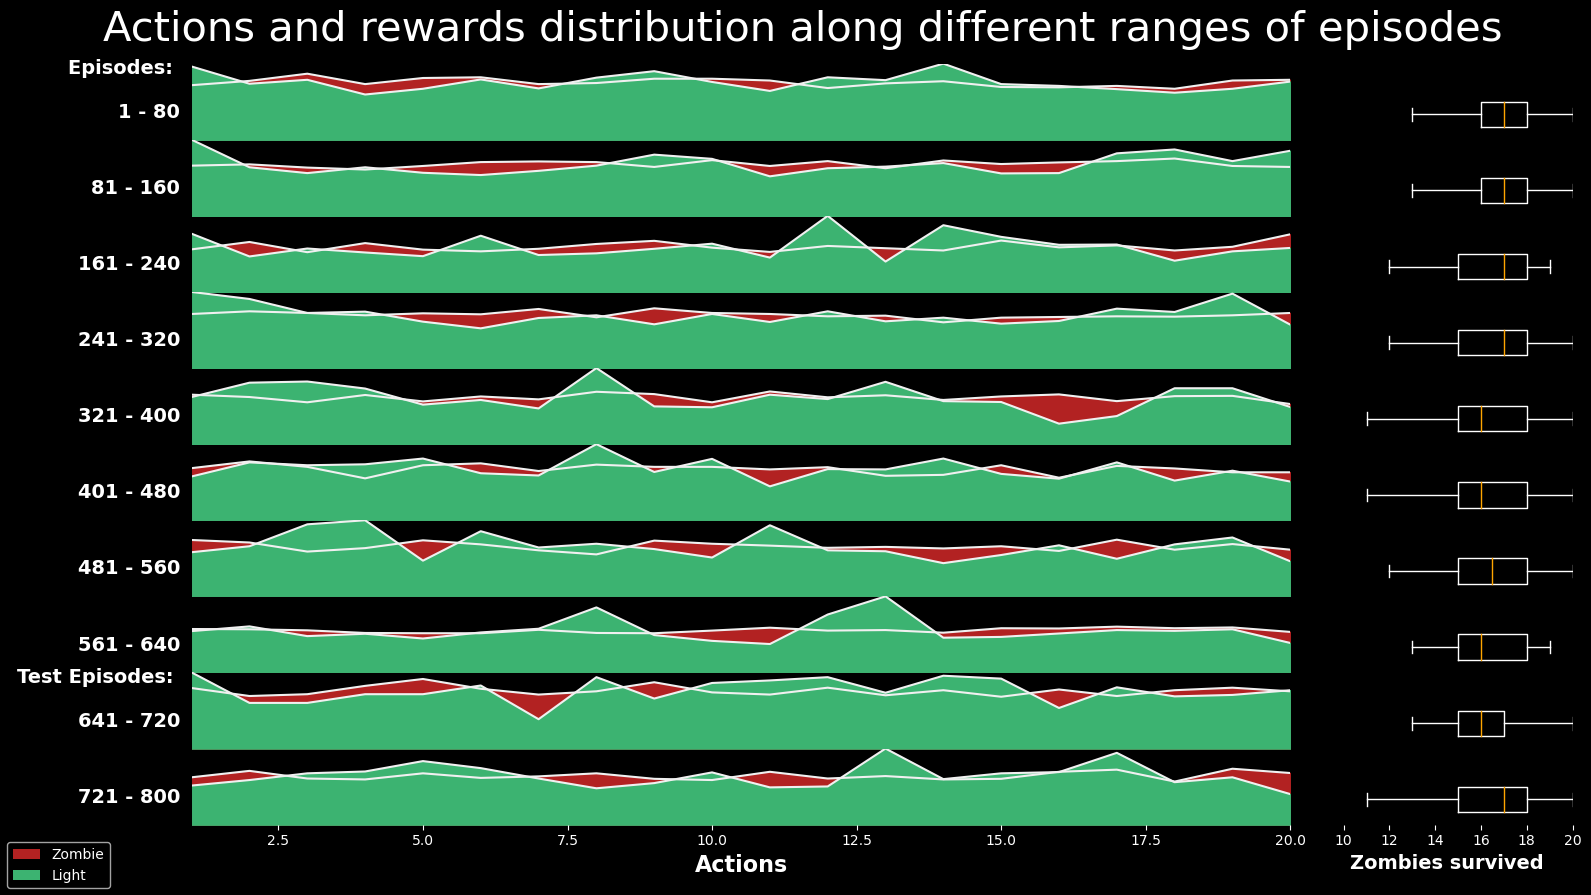 Actions and rewards distribution along different ranges of episodes
Episodes:
1 - 80
81 - 160
161 - 240
241 - 320
321 - 400
401 - 480
481 - 560
561 - 640
Test Episodes:
641 - 720
721 - 800
2.5 5.0 7.5 10.0 12.5 15.0 17.5 20.0
Actions
10 12 14 16 18 20
Zombies survived
Zombie
Light